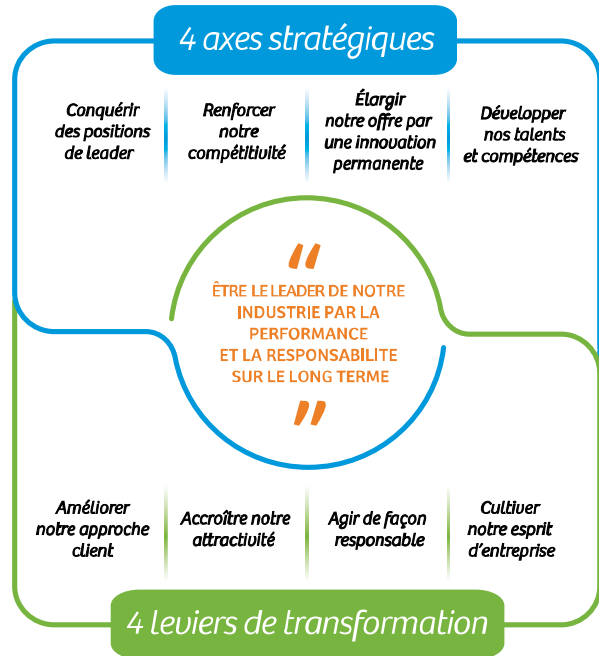 4 axes stratégiques
Conquérir
des positions
de leader
Renforcer
notre
compétitivité
Élargir
notre offre par
une innovation
permanente
Développer
nos talents
et compétences
“
ÊTRE LE LEADER DE NOTRE
INDUSTRIE PAR LA
PERFORMANCE
ET LA RESPONSABILITE
SUR LE LONG TERME
”
Améliorer
notre approche
client
Accroître notre
attractivité
Agir de façon
responsable
Cultiver
notre esprit
d’entreprise
4 leviers de transformation